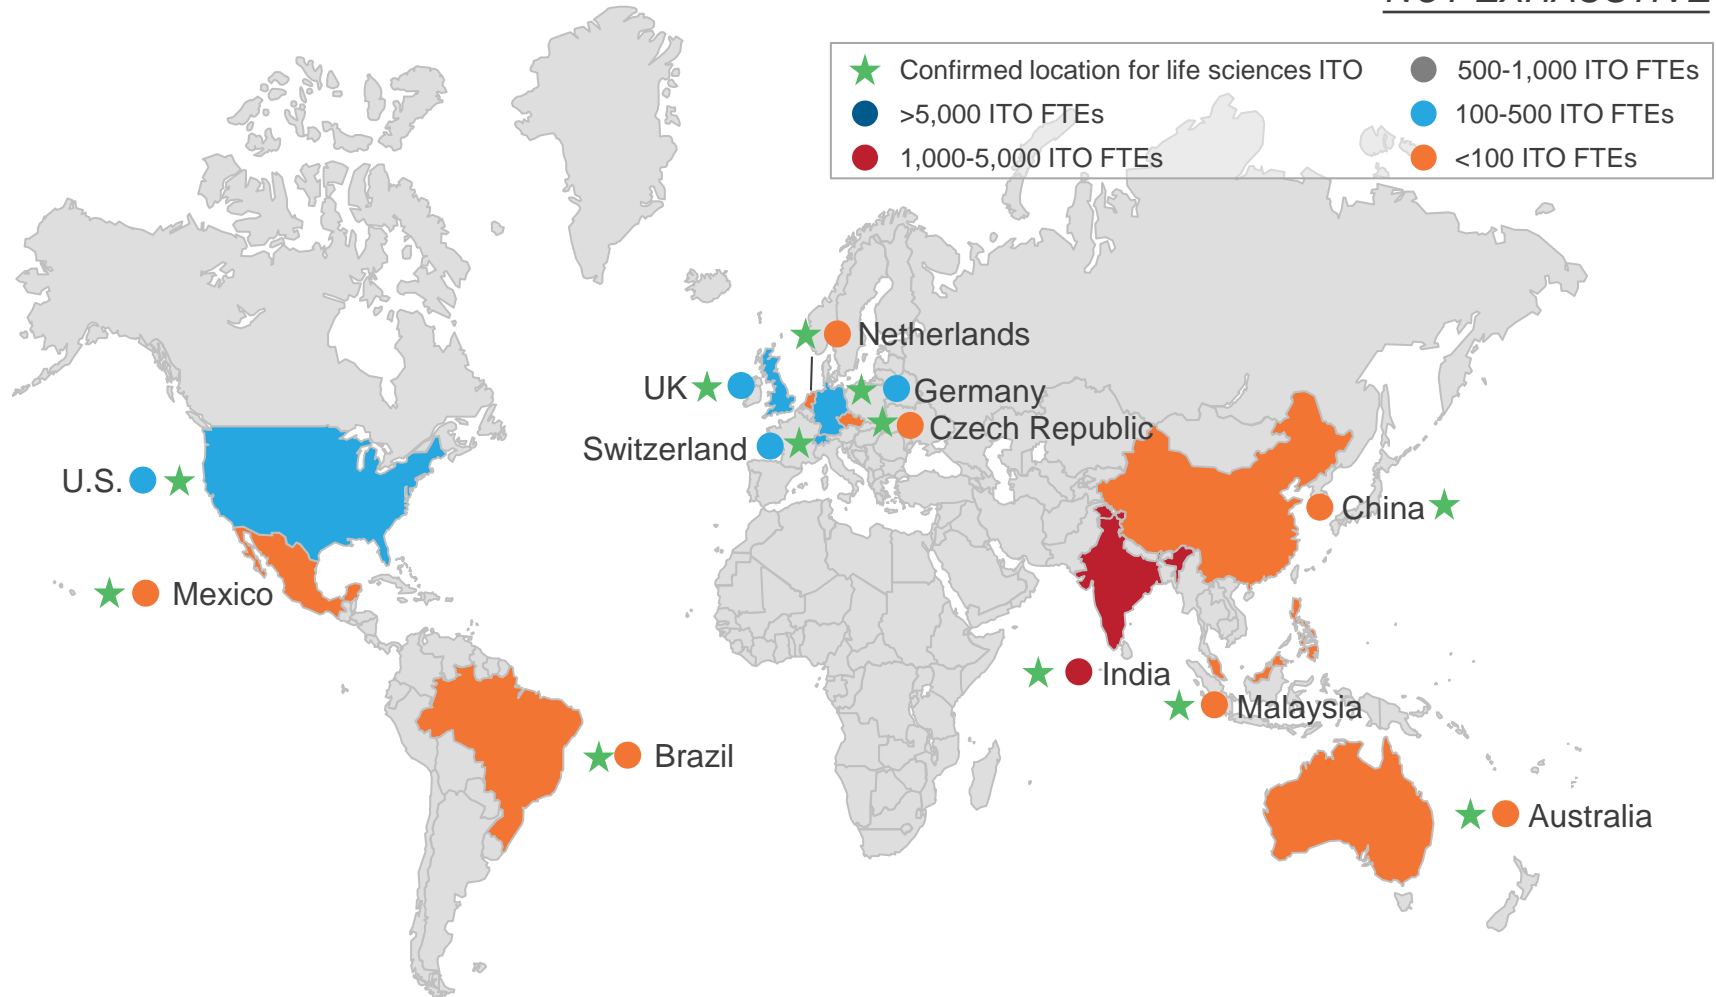 NOT EXHAUSTIVE
Confirmed location for life sciences ITO
500-1,000 ITO FTEs
>5,000 ITO FTEs
100-500 ITO FTEs
1,000-5,000 ITO FTEs
<100 ITO FTEs
Netherlands
UK
Germany
Czech Republic
Switzerland
U.S.
China
Mexico
India
Malaysia
Brazil
Australia